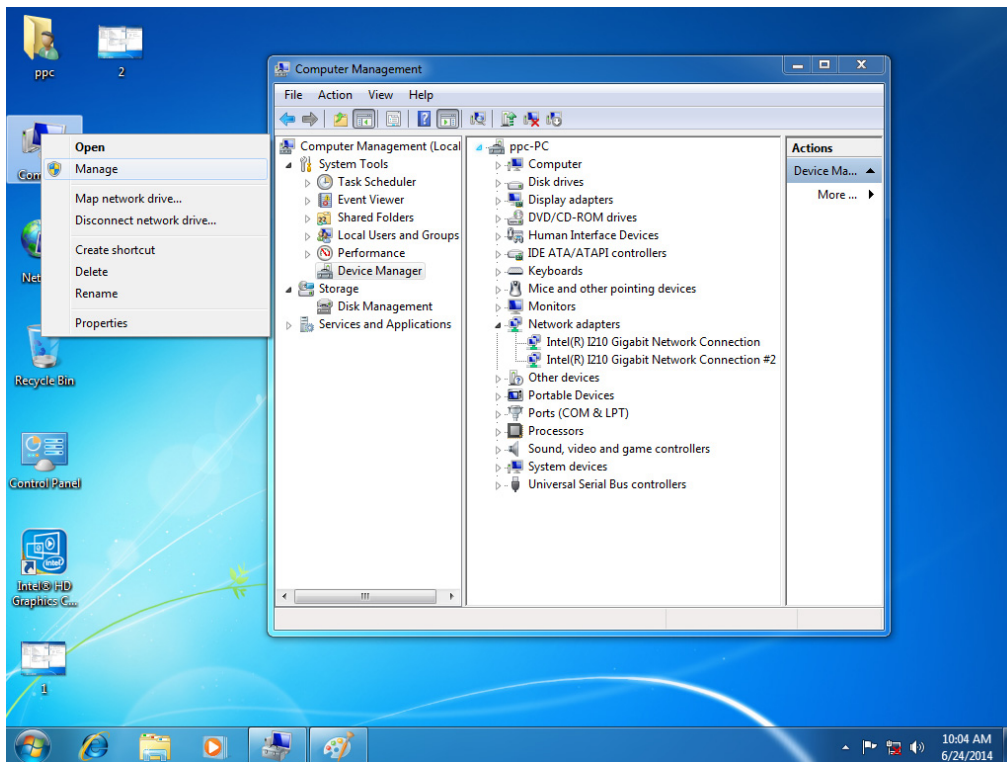 ppc
2
Com
Net
Recycle Bin
Control Panel
Intel® HD
Graphics C...
1
Open
Manage
Map network drive...
Disconnect network drive...
Create shortcut
Delete
Rename
Properties
Computer Management
File Action View Help
Computer Management (Local
System Tools
Task Scheduler
Event Viewer
Shared Folders
Local Users and Groups
Performance
Device Manager
Storage
Disk Management
Services and Applications
ppc-PC
Computer
Disk drives
Display adapters
DVD/CD-ROM drives
Human Interface Devices
IDE ATA/ATAPI controllers
Keyboards
Mice and other pointing devices
Monitors
Network adapters
Intel(R) I210 Gigabit Network Connection
Intel(R) I210 Gigabit Network Connection #2
Other devices
Portable Devices
Ports (COM & LPT)
Processors
Sound, video and game controllers
System devices
Universal Serial Bus controllers
Actions
Device Ma...
More ...
10:04 AM
6/24/2014